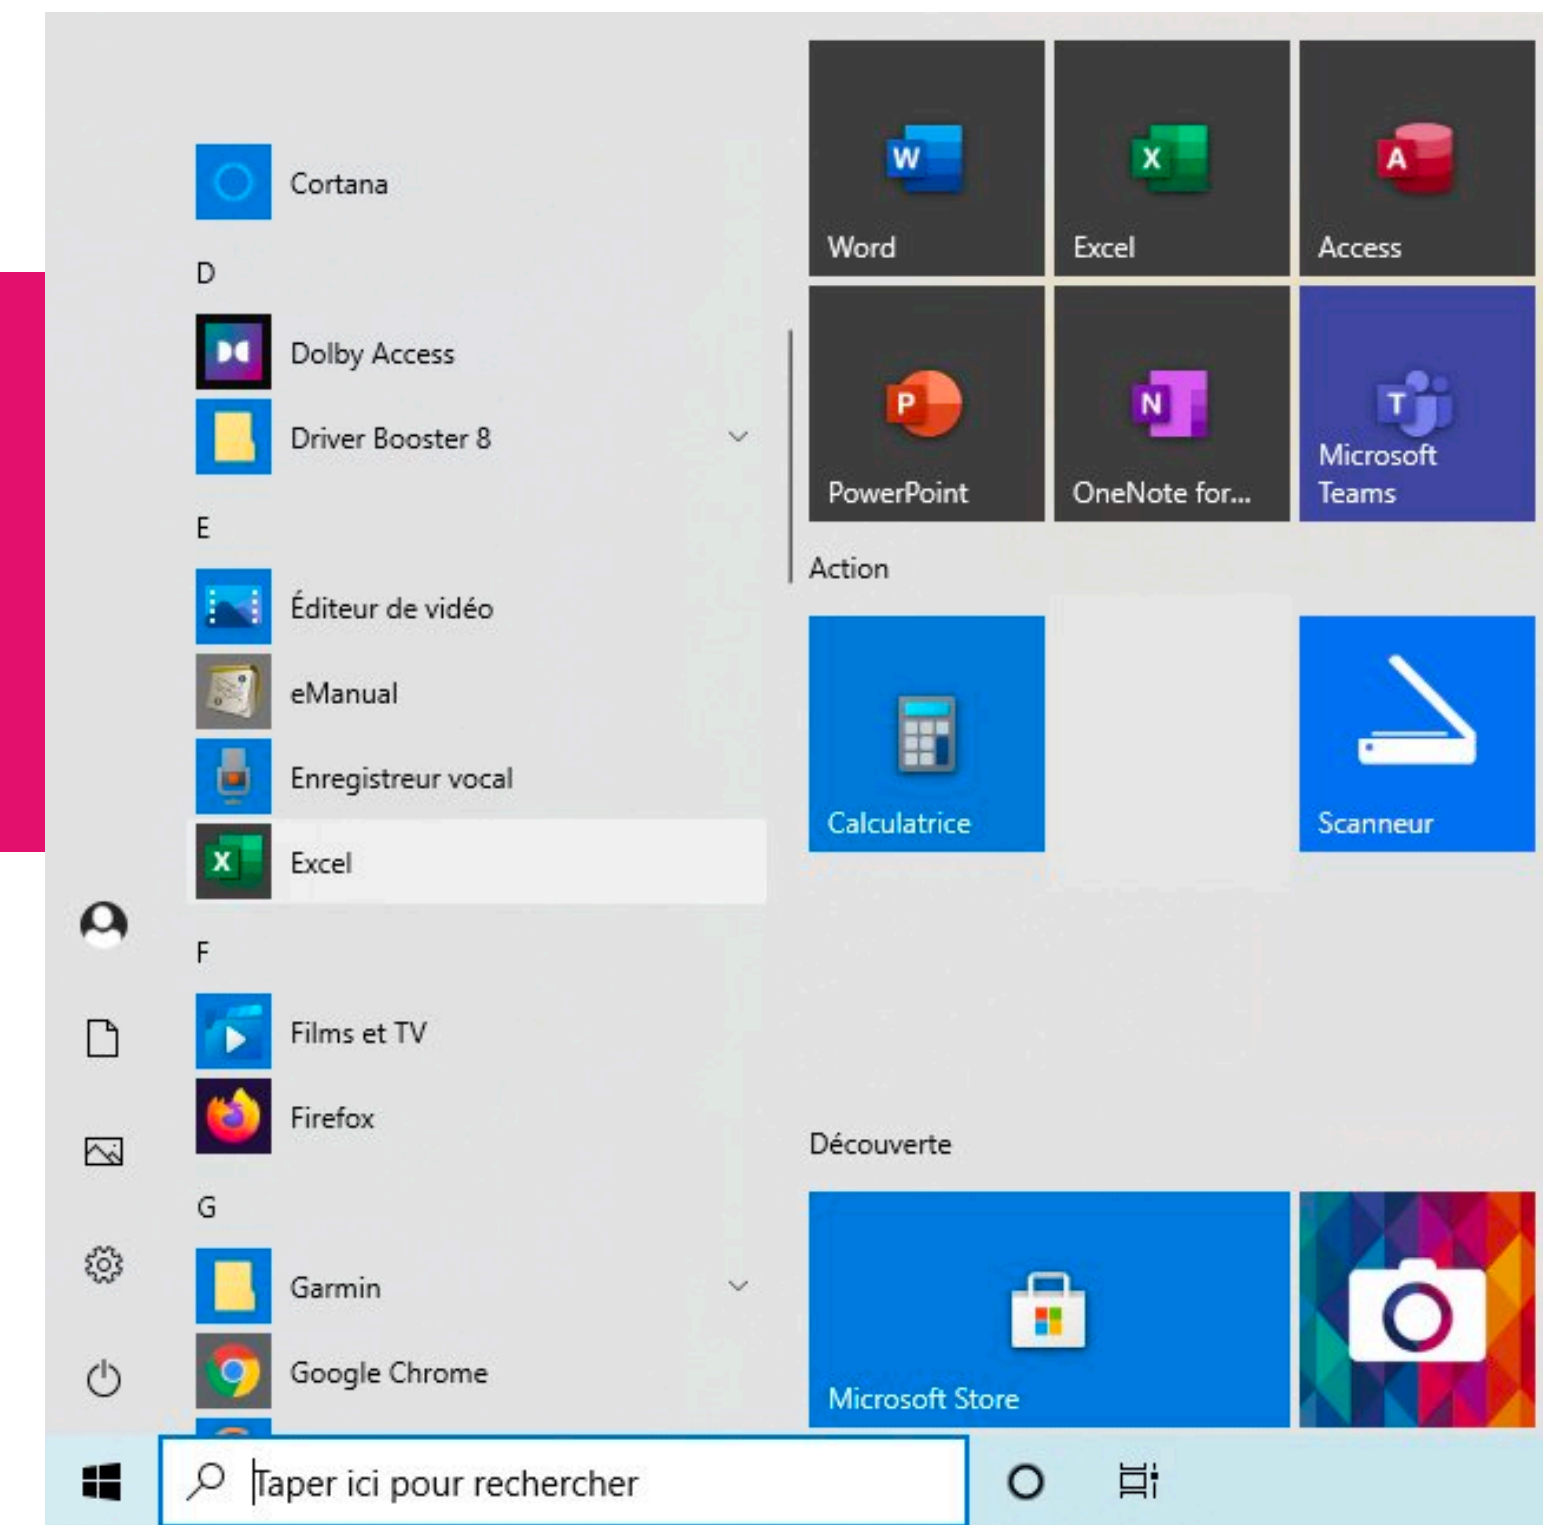 Cortana
D
Dolby Access
Driver Booster 8
E
Éditeur de vidéo
eManual
Enregistreur vocal
X
Excel
F
Films et TV
Firefox
G
Garmin
Google Chrome
W
Word
X
Excel
A
Access
P
PowerPoint
N
OneNote for...
T
Microsoft
Teams
Action
Calculatrice
Scanneur
Découverte
Microsoft Store
Taper ici pour rechercher